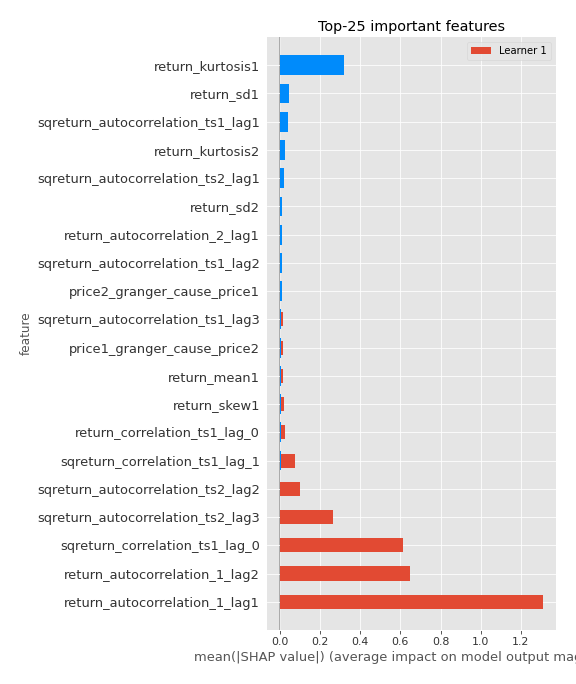 Top-25 important features
Learner 1
return_kurtosis1
return_sd1
sqreturn_autocorrelation_ts1_lag1
return_kurtosis2
sqreturn_autocorrelation_ts2_lag1
return_sd2
return_autocorrelation_2_lag1
sqreturn_autocorrelation_ts1_lag2
price2_granger_cause_price1
sqreturn_autocorrelation_ts1_lag3
price1_granger_cause_price2
return_mean1
return_skew1
return_correlation_ts1_lag_0
sqreturn_correlation_ts1_lag_1
sqreturn_autocorrelation_ts2_lag2
sqreturn_autocorrelation_ts2_lag3
sqreturn_correlation_ts1_lag_0
return_autocorrelation_1_lag2
return_autocorrelation_1_lag1
feature
0.0 0.2 0.4 0.6 0.8 1.0 1.2
mean(|SHAP value|) (average impact on model output mag